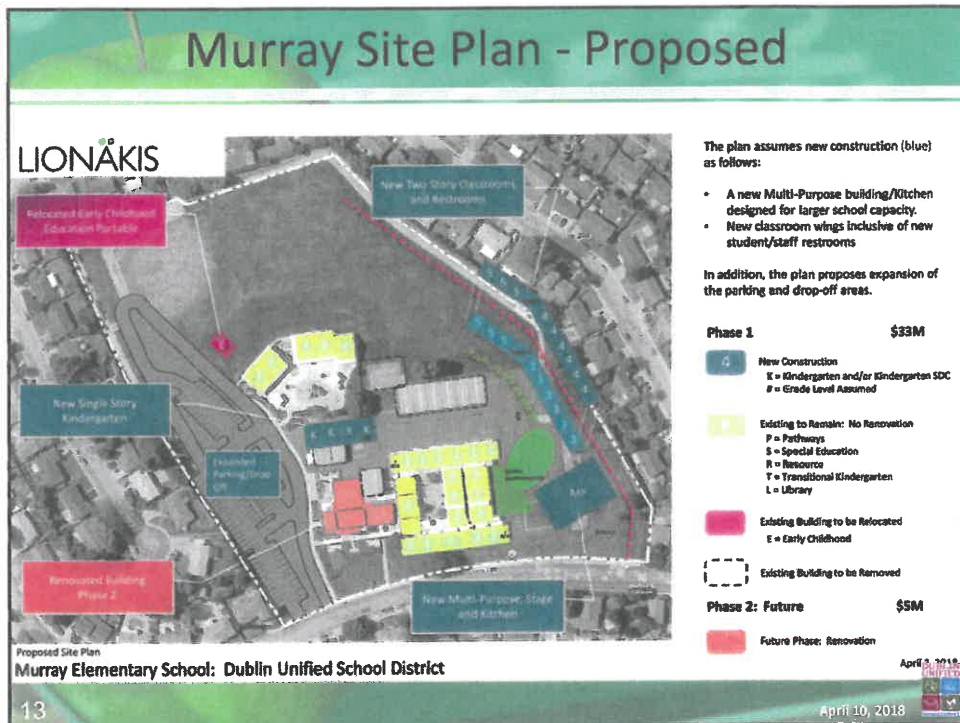 Murray Site Plan - Proposed
LIONAKIS
Relocated Early Childhood
Education Portable
New Two Story Classrooms
and Restrooms
New Single Story
Kindergarten
Expanded
Parking/Drop
Off
K K K K
MP
Renovated Building
Phase 2
New Multi-Purpose, Stage
and Kitchen
The plan assumes new construction (blue)
as follows:
• A new Multi-Purpose building/Kitchen
designed for larger school capacity.
• New classroom wings inclusive of new
student/staff restrooms
In addition, the plan proposes expansion of
the parking and drop-off areas.
Phase 1 $33M
4 New Construction
K = Kindergarten and/or Kindergarten SDC
# = Grade Level Assumed
Existing to Remain: No Renovation
P = Pathways
S = Special Education
R = Resource
T = Transitional Kindergarten
L = Library
Existing Building to be Relocated
E = Early Childhood
Existing Building to be Removed
Phase 2: Future $5M
Future Phase: Renovation
Proposed Site Plan
Murray Elementary School: Dublin Unified School District
DUBLIN
UNIFIED
13
April 10, 2018